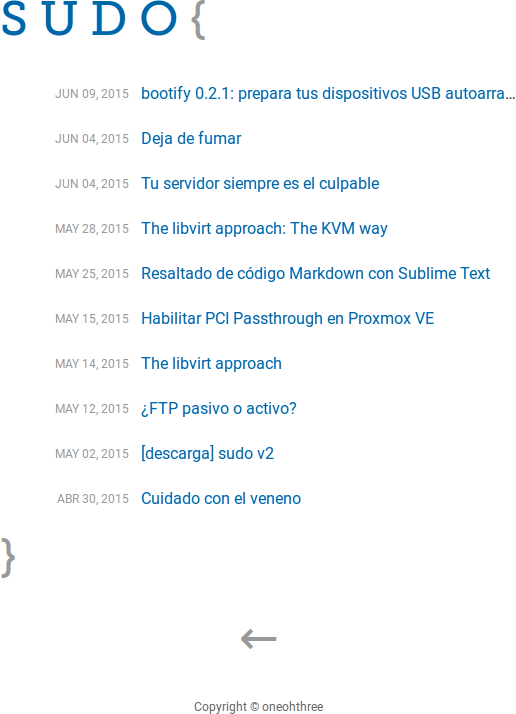 SUDO {
JUN 09, 2015 bootify 0.2.1: prepara tus dispositivos USB autoarra...
JUN 04, 2015 Deja de fumar
JUN 04, 2015 Tu servidor siempre es el culpable
MAY 28, 2015 The libvirt approach: The KVM way
MAY 25, 2015 Resaltado de código Markdown con Sublime Text
MAY 15, 2015 Habilitar PCI Passthrough en Proxmox VE
MAY 14, 2015 The libvirt approach
MAY 12, 2015 ¿FTP pasivo o activo?
MAY 02, 2015 [descarga] sudo v2
ABR 30, 2015 Cuidado con el veneno
}
←
Copyright © oneohthree